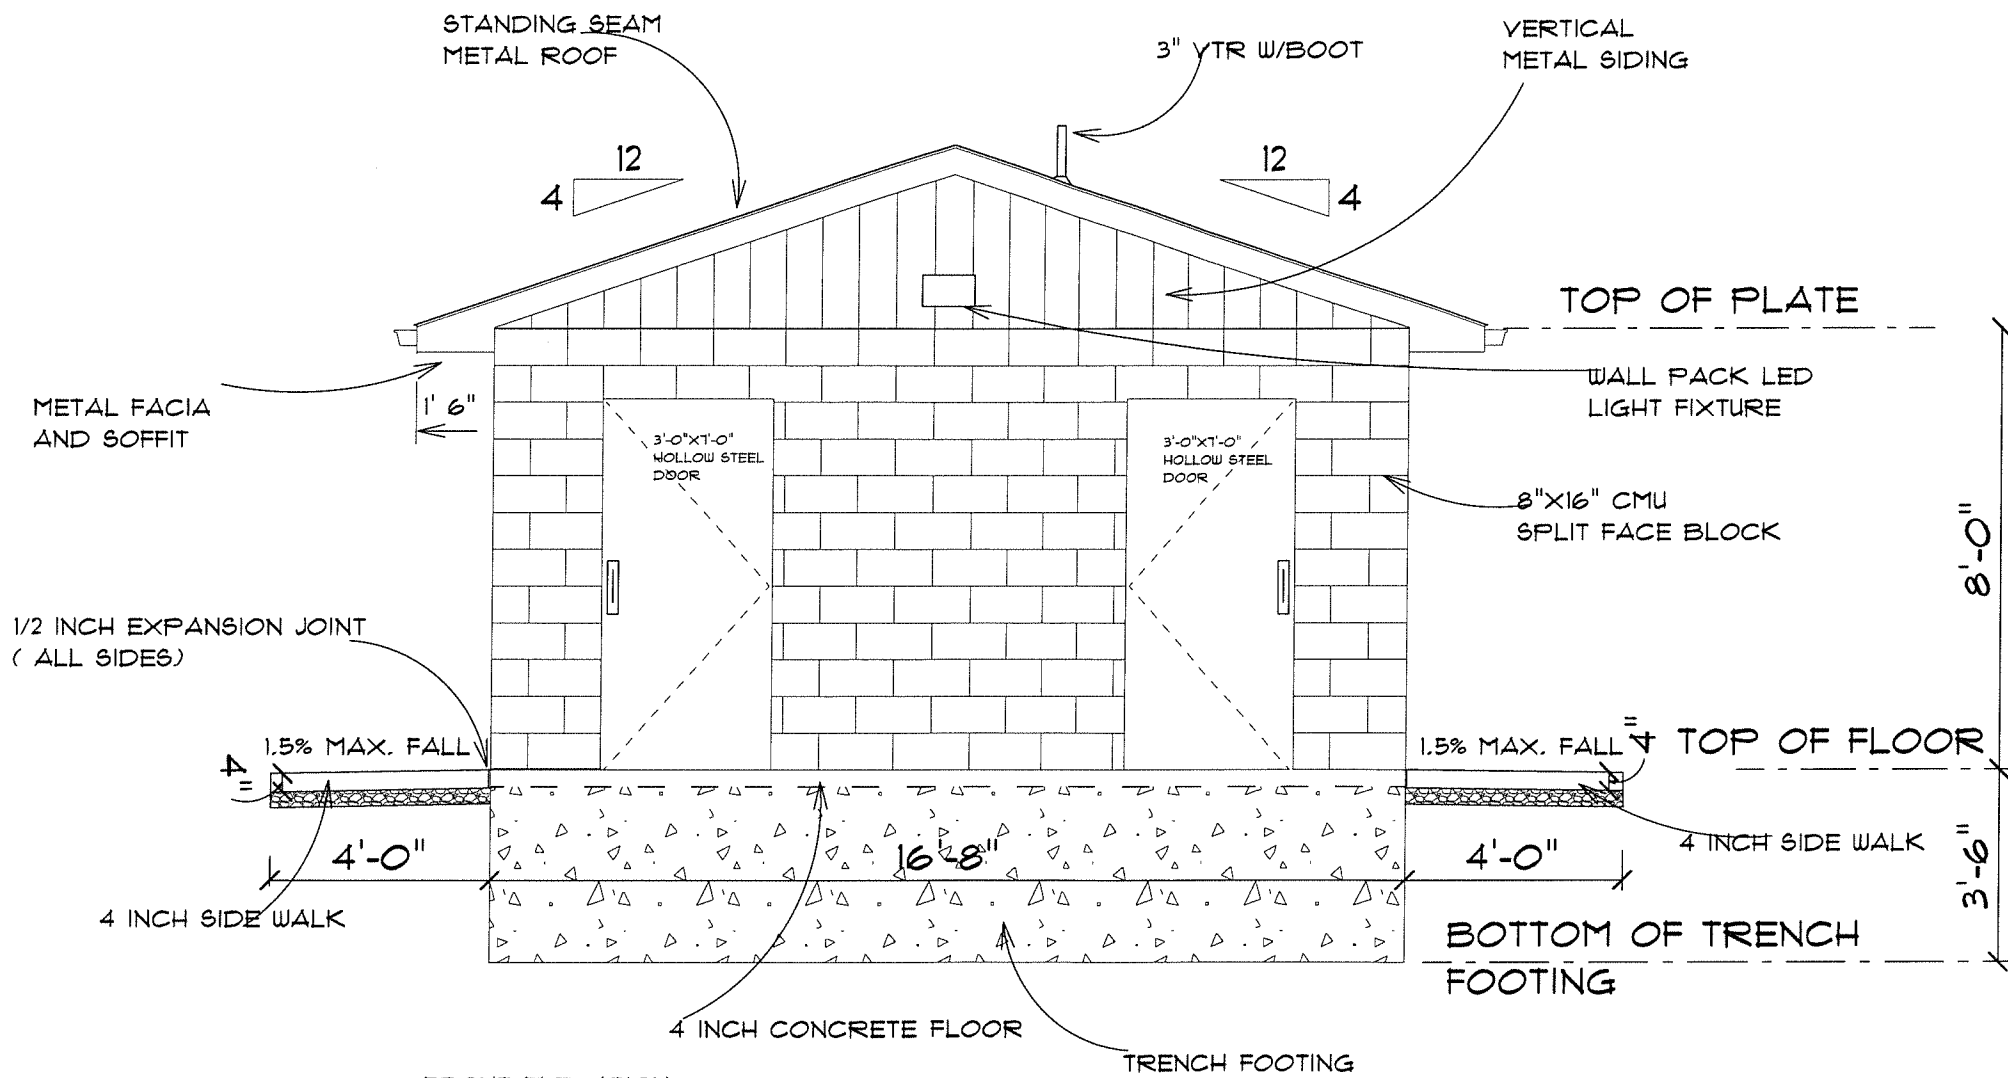 STANDING SEAM
METAL ROOF
3" VTR W/BOOT
VERTICAL
METAL SIDING
12
4
12
4
TOP OF PLATE
METAL FACIA
AND SOFFIT
1' 6"
WALL PACK LED
LIGHT FIXTURE
3'-0"X7'-0"
HOLLOW STEEL
DOOR
3'-0"X7'-0"
HOLLOW STEEL
DOOR
8"X16" CMU
SPLIT FACE BLOCK
8'-0"
1/2 INCH EXPANSION JOINT
( ALL SIDES)
1.5% MAX. FALL
4"
1.5% MAX. FALL
4"
TOP OF FLOOR
4'-0"
16'-8"
4'-0"
4 INCH SIDE WALK
3'-6"
4 INCH SIDE WALK
BOTTOM OF TRENCH
FOOTING
4 INCH CONCRETE FLOOR
TRENCH FOOTING